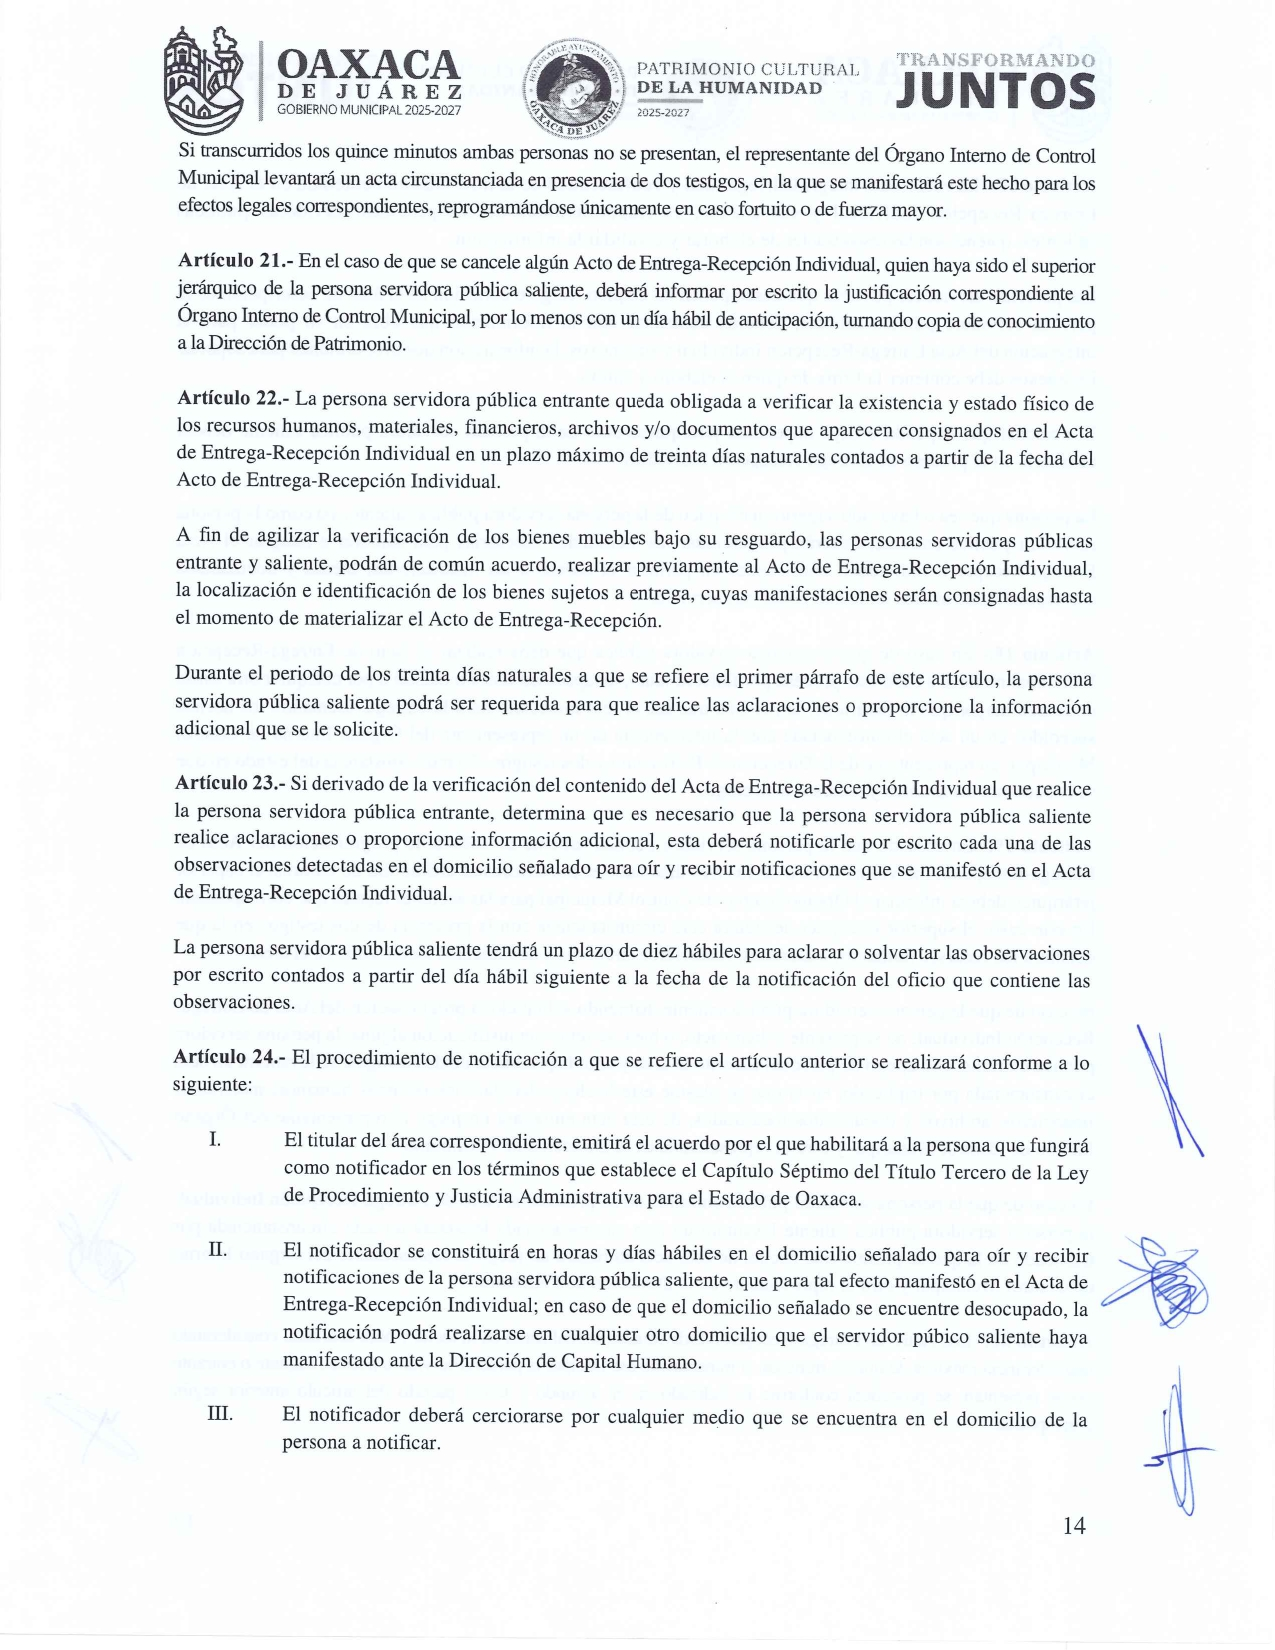 OAXACA
DE JUÁREZ
GOBIERNO MUNICIPAL 2025-2027
HONORABLE AYUNTAMIENTO
OAXACA DE JUÁREZ
PATRIMONIO CULTURAL
DE LA HUMANIDAD
2025-2027
TRANSFORMANDO
JUNTOS
Si transcurridos los quince minutos ambas personas no se presentan, el representante del Órgano Interno de Control
Municipal levantará un acta circunstanciada en presencia de dos testigos, en la que se manifestará este hecho para los
efectos legales correspondientes, reprogramándose únicamente en caso fortuito o de fuerza mayor.
Artículo 21.- En el caso de que se cancele algún Acto de Entrega-Recepción Individual, quien haya sido el superior
jerárquico de la persona servidora pública saliente, deberá informar por escrito la justificación correspondiente al
Órgano Interno de Control Municipal, por lo menos con un día hábil de anticipación, turnando copia de conocimiento
a la Dirección de Patrimonio.
Artículo 22.- La persona servidora pública entrante queda obligada a verificar la existencia y estado físico de
los recursos humanos, materiales, financieros, archivos y/o documentos que aparecen consignados en el Acta
de Entrega-Recepción Individual en un plazo máximo de treinta días naturales contados a partir de la fecha del
Acto de Entrega-Recepción Individual.
A fin de agilizar la verificación de los bienes muebles bajo su resguardo, las personas servidoras públicas
entrante y saliente, podrán de común acuerdo, realizar previamente al Acto de Entrega-Recepción Individual,
la localización e identificación de los bienes sujetos a entrega, cuyas manifestaciones serán consignadas hasta
el momento de materializar el Acto de Entrega-Recepción.
Durante el periodo de los treinta días naturales a que se refiere el primer párrafo de este artículo, la persona
servidora pública saliente podrá ser requerida para que realice las aclaraciones o proporcione la información
adicional que se le solicite.
Artículo 23.- Si derivado de la verificación del contenido del Acta de Entrega-Recepción Individual que realice
la persona servidora pública entrante, determina que es necesario que la persona servidora pública saliente
realice aclaraciones o proporcione información adicional, esta deberá notificarle por escrito cada una de las
observaciones detectadas en el domicilio señalado para oír y recibir notificaciones que se manifestó en el Acta
de Entrega-Recepción Individual.
La persona servidora pública saliente tendrá un plazo de diez hábiles para aclarar o solventar las observaciones
por escrito contados a partir del día hábil siguiente a la fecha de la notificación del oficio que contiene las
observaciones.
Artículo 24.- El procedimiento de notificación a que se refiere el artículo anterior se realizará conforme a lo
siguiente:
I. El titular del área correspondiente, emitirá el acuerdo por el que habilitará a la persona que fungirá
como notificador en los términos que establece el Capítulo Séptimo del Título Tercero de la Ley
de Procedimiento y Justicia Administrativa para el Estado de Oaxaca.
II. El notificador se constituirá en horas y días hábiles en el domicilio señalado para oír y recibir
notificaciones de la persona servidora pública saliente, que para tal efecto manifestó en el Acta de
Entrega-Recepción Individual; en caso de que el domicilio señalado se encuentre desocupado, la
notificación podrá realizarse en cualquier otro domicilio que el servidor púbico saliente haya
manifestado ante la Dirección de Capital Humano.
III. El notificador deberá cerciorarse por cualquier medio que se encuentra en el domicilio de la
persona a notificar.
14